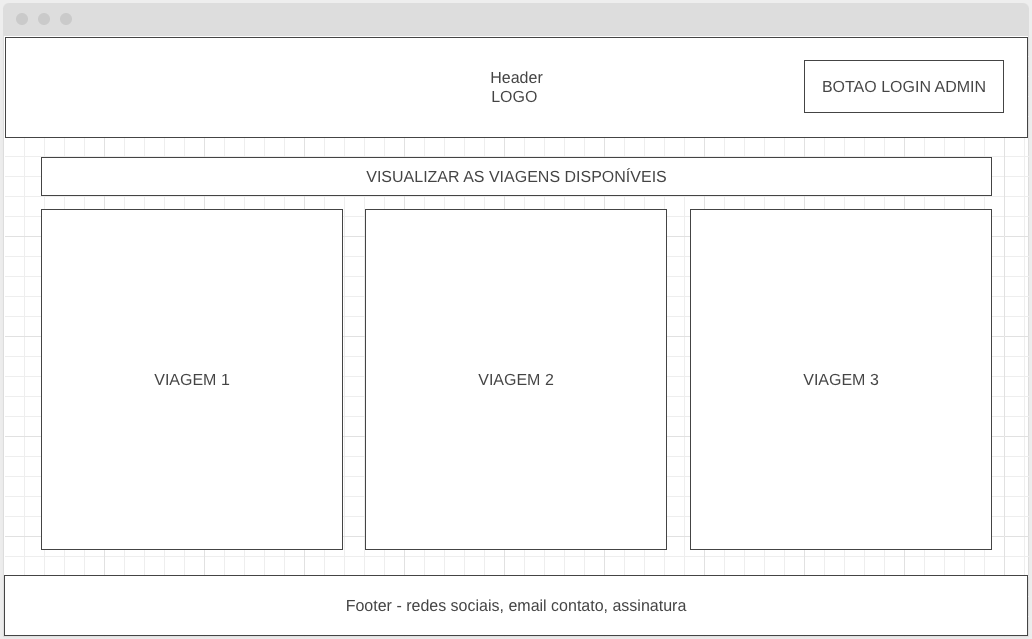 Header
LOGO
BOTAO LOGIN ADMIN
VISUALIZAR AS VIAGENS DISPONÍVEIS
VIAGEM 1
VIAGEM 2
VIAGEM 3
Footer - redes sociais, email contato, assinatura